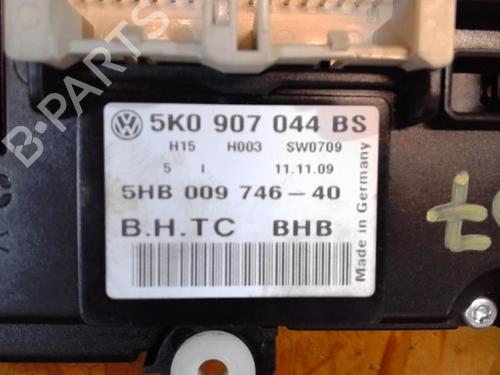 5K0 907 044 BS
H15 H003 SW0709
5 I 11.11.09
5HB 009 746-40
B.H.TC BHB
Made in Germany
B-PARTS